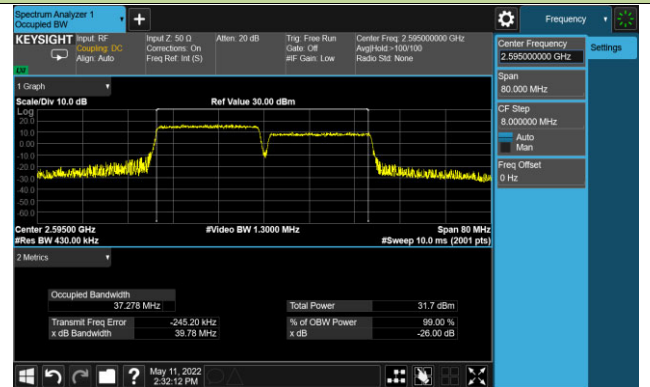 Spectrum Analyzer 1
Occupied BW
+
Frequency
KEYSIGHT Input: RF
Coupling: DC
Align: Auto
Input Z: 50 Ω
Corrections: On
Freq Ref: Int (S)
Atten: 20 dB
Trig: Free Run
Gate: Off
#IF Gain: Low
Center Freq: 2.595000000 GHz
Avg|Hold:>100/100
Radio Std: None
LXI
Center Frequency
2.595000000 GHz
Settings
Span
80.000 MHz
CF Step
8.000000 MHz
Auto
Man
Freq Offset
0 Hz
1 Graph
Scale/Div 10.0 dB
Ref Value 30.00 dBm
Log
20.0
10.0
0.00
-10.0
-20.0
-30.0
-40.0
-50.0
-60.0
Center 2.59500 GHz
#Video BW 1.3000 MHz
Span 80 MHz
#Res BW 430.00 kHz
#Sweep 10.0 ms (2001 pts)
2 Metrics
Occupied Bandwidth
37.278 MHz
Total Power 31.7 dBm
Transmit Freq Error -245.20 kHz
% of OBW Power 99.00 %
x dB Bandwidth 39.78 MHz
x dB -26.00 dB
?
May 11, 2022
2:32:12 PM